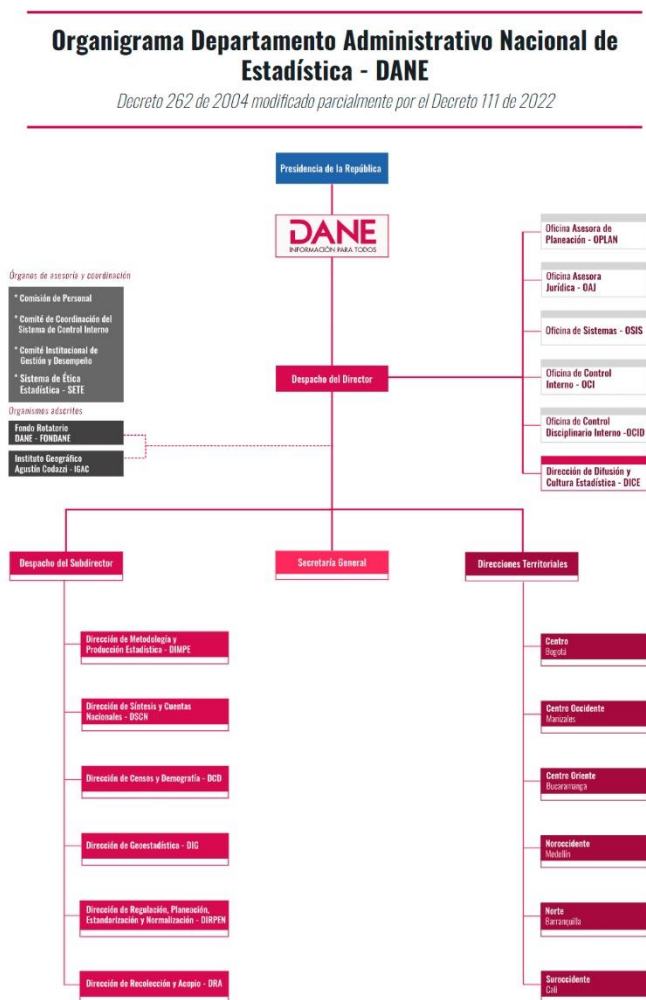 Organigrama Departamento Administrativo Nacional de
Estadística - DANE
Decreto 262 de 2004 modificado parcialmente por el Decreto 111 de 2022
Presidencia de la República
DANE
INFORMACIÓN PARA TODOS
Órganos de asesoría y coordinación
* Comisión de Personal
* Comité de Coordinación del
Sistema de Control Interno
* Comité Institucional de
Gestión y Desempeño
* Sistema de Ética
Estadística - SETE
Organismos adscritos
Fondo Rotatorio
DANE - FONDANE
Instituto Geográfico
Agustín Codazzi - IGAC
Despacho del Director
Oficina Asesora de
Planeación - OPLAN
Oficina Asesora
Jurídica - OAJ
Oficina de Sistemas - OSIS
Oficina de Control
Interno - OCI
Oficina de Control
Disciplinario Interno -OCID
Dirección de Difusión y
Cultura Estadística - DICE
Despacho del Subdirector
Secretaría General
Direcciones Territoriales
Dirección de Metodología y
Producción Estadística - DIMPE
Dirección de Síntesis y Cuentas
Nacionales - DSCN
Dirección de Censos y Demografía - DCD
Dirección de Geoestadística - DIG
Dirección de Regulación, Planeación,
Estandarización y Normalización - DIRPEN
Dirección de Recolección y Acopio - DRA
Centro
Bogotá
Centro Occidente
Manizales
Centro Oriente
Bucaramanga
Noroccidente
Medellín
Norte
Barranquilla
Suroccidente
Cali